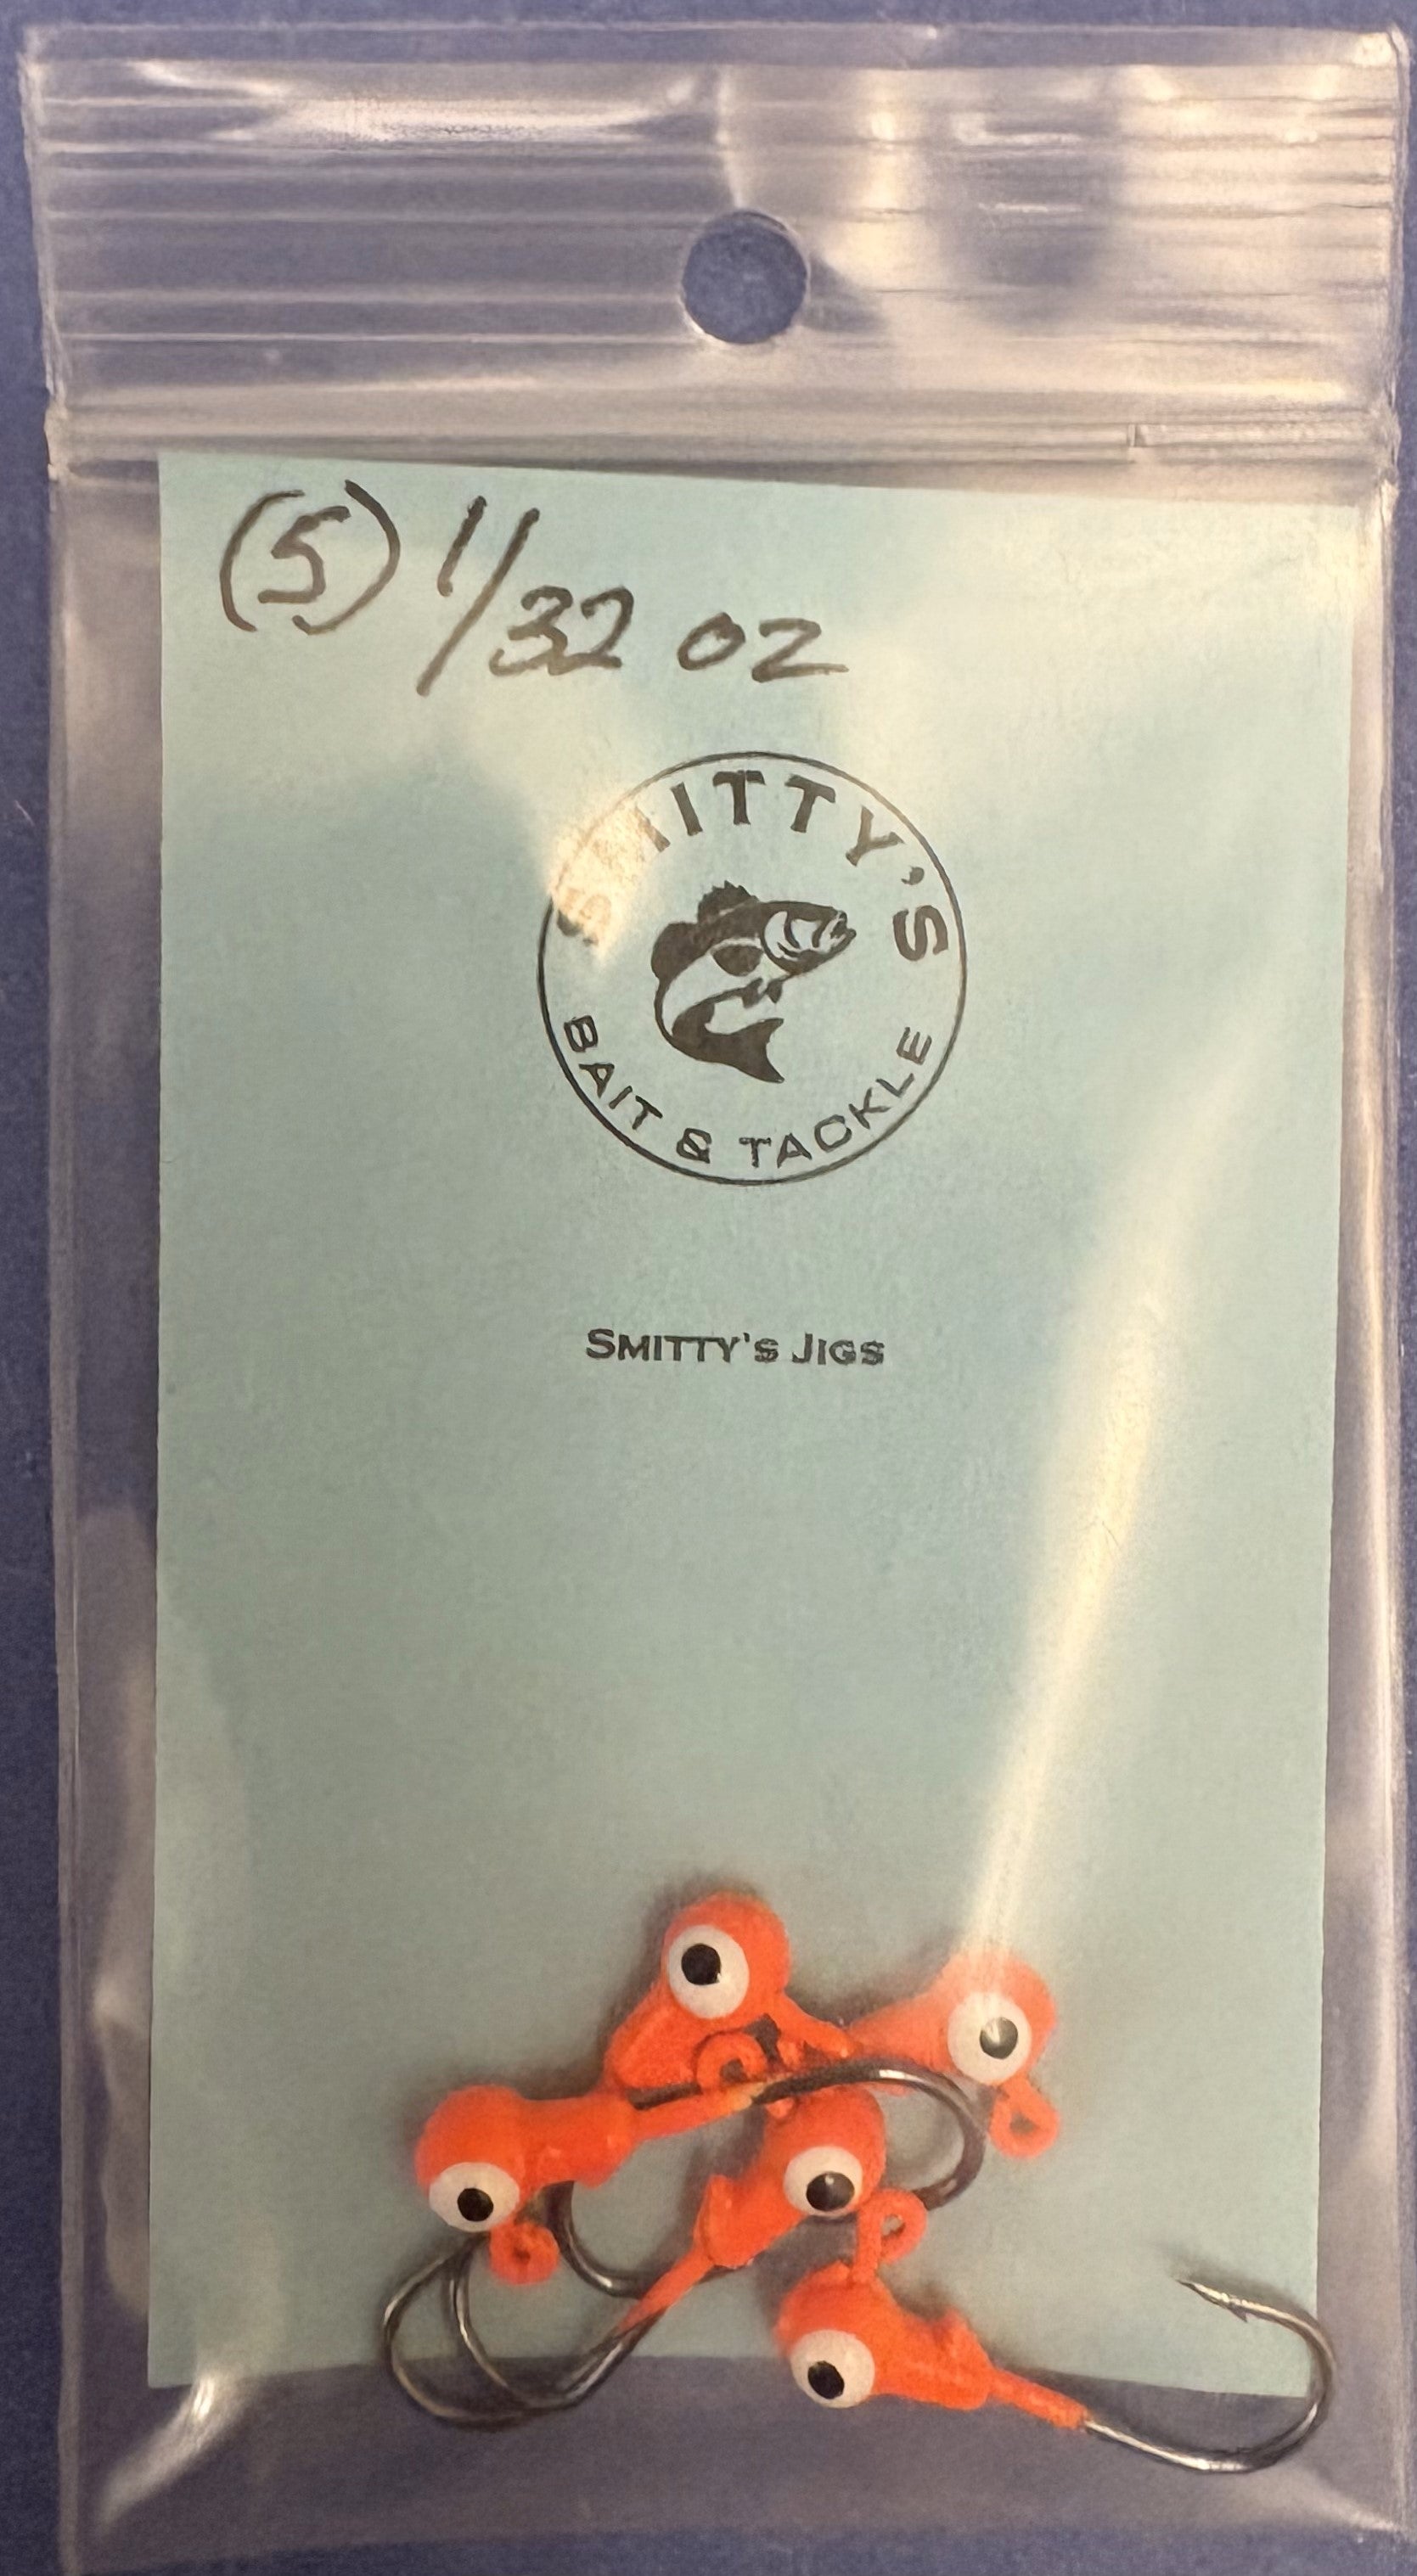 (5) 1/32 oz
SMITTY'S
BAIT & TACKLE
SMITTY'S JIGS